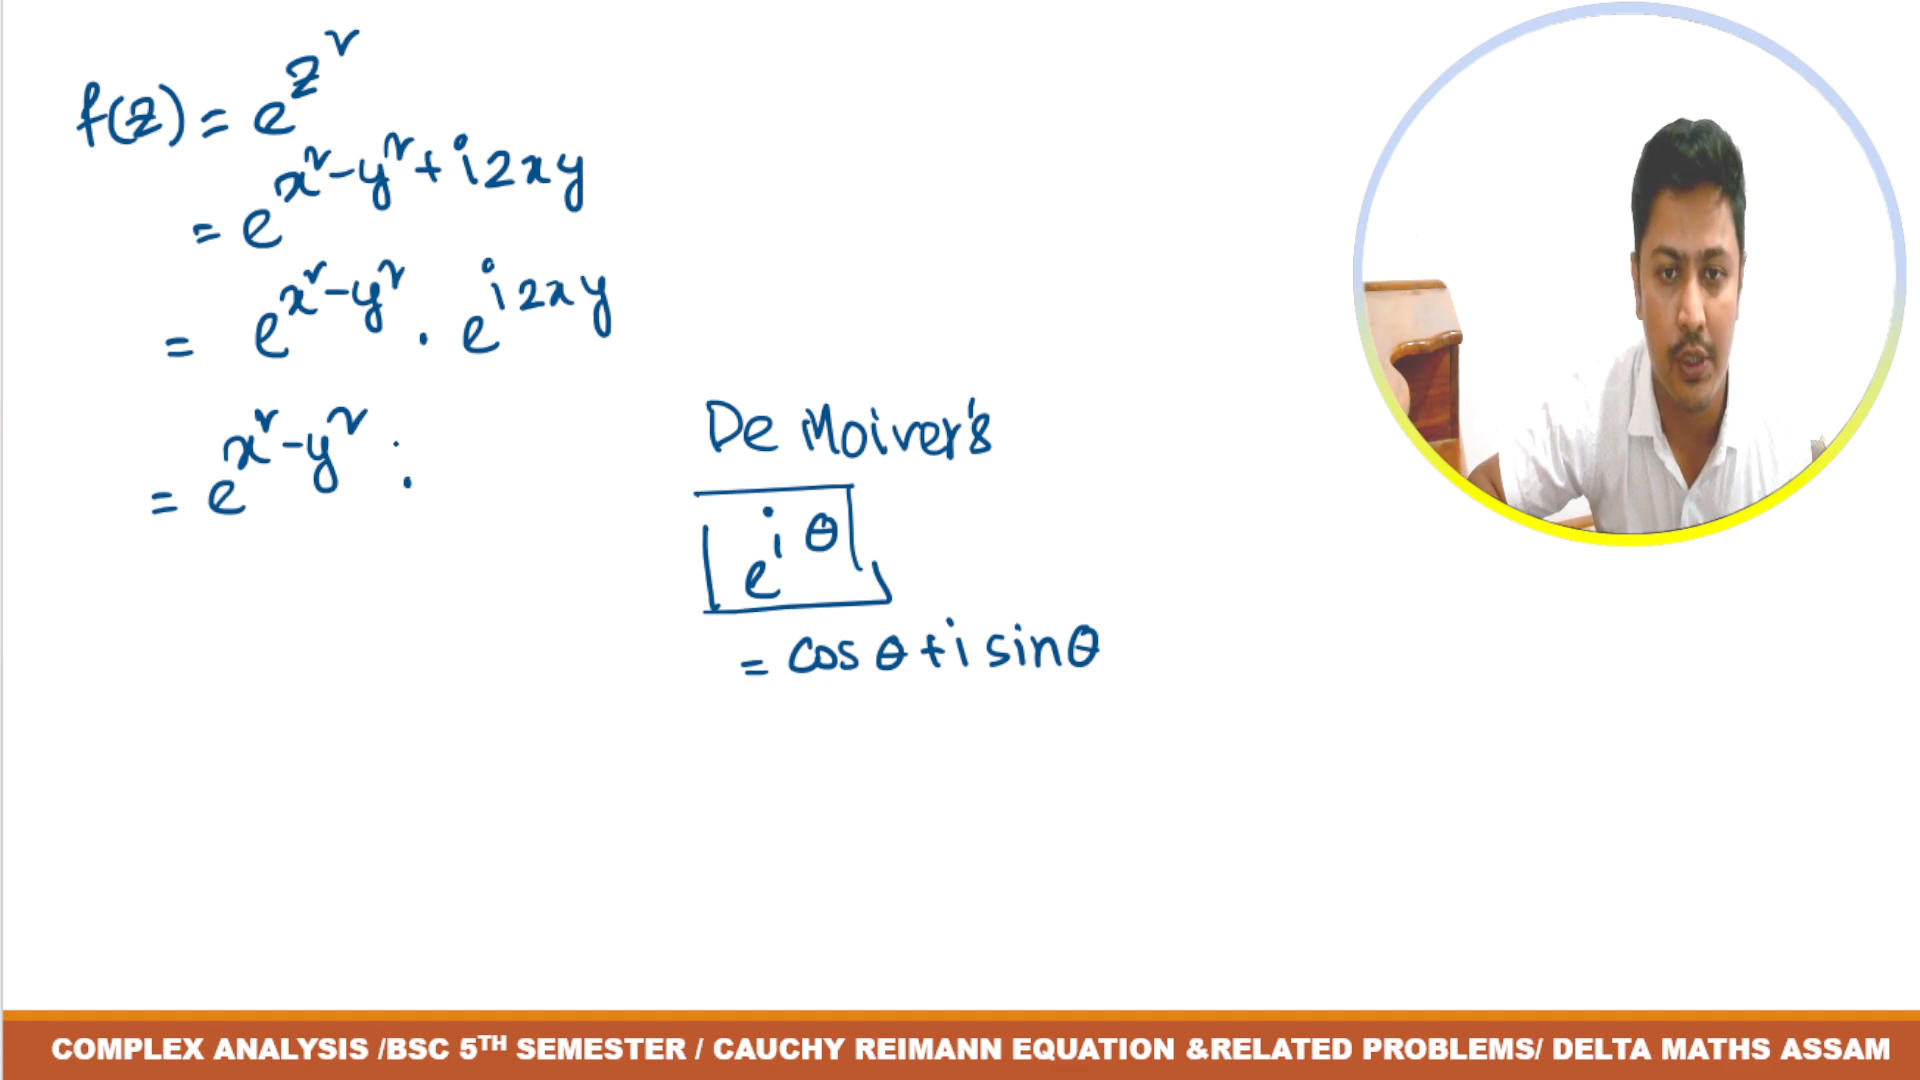 f(z) = e^{z^2}
= e^{x^2-y^2+i2xy}
= e^{x^2-y^2} . e^{i2xy}
= e^{x^2-y^2} :
De Moiver's
e^{iθ}
= cos θ + i sin θ
COMPLEX ANALYSIS /BSC 5TH SEMESTER / CAUCHY REIMANN EQUATION &RELATED PROBLEMS/ DELTA MATHS ASSAM